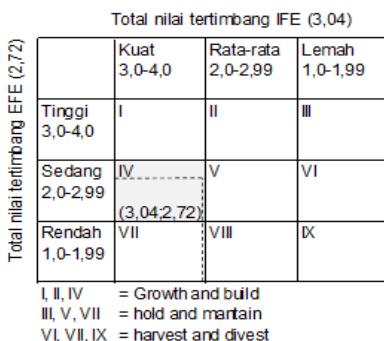 Total nilai tertimbang IFE (3,04)
Total nilai tertimbang EFE (2,72)
Kuat
3,0-4,0
Rata-rata
2,0-2,99
Lemah
1,0-1,99
Tinggi
3,0-4,0
I
II
III
Sedang
2,0-2,99
IV
V
VI
(3,04;2,72)
Rendah
1,0-1,99
VII
VIII
IX
I, II, IV = Growth and build
III, V, VII = hold and mantain
VI, VII, IX = harvest and divest